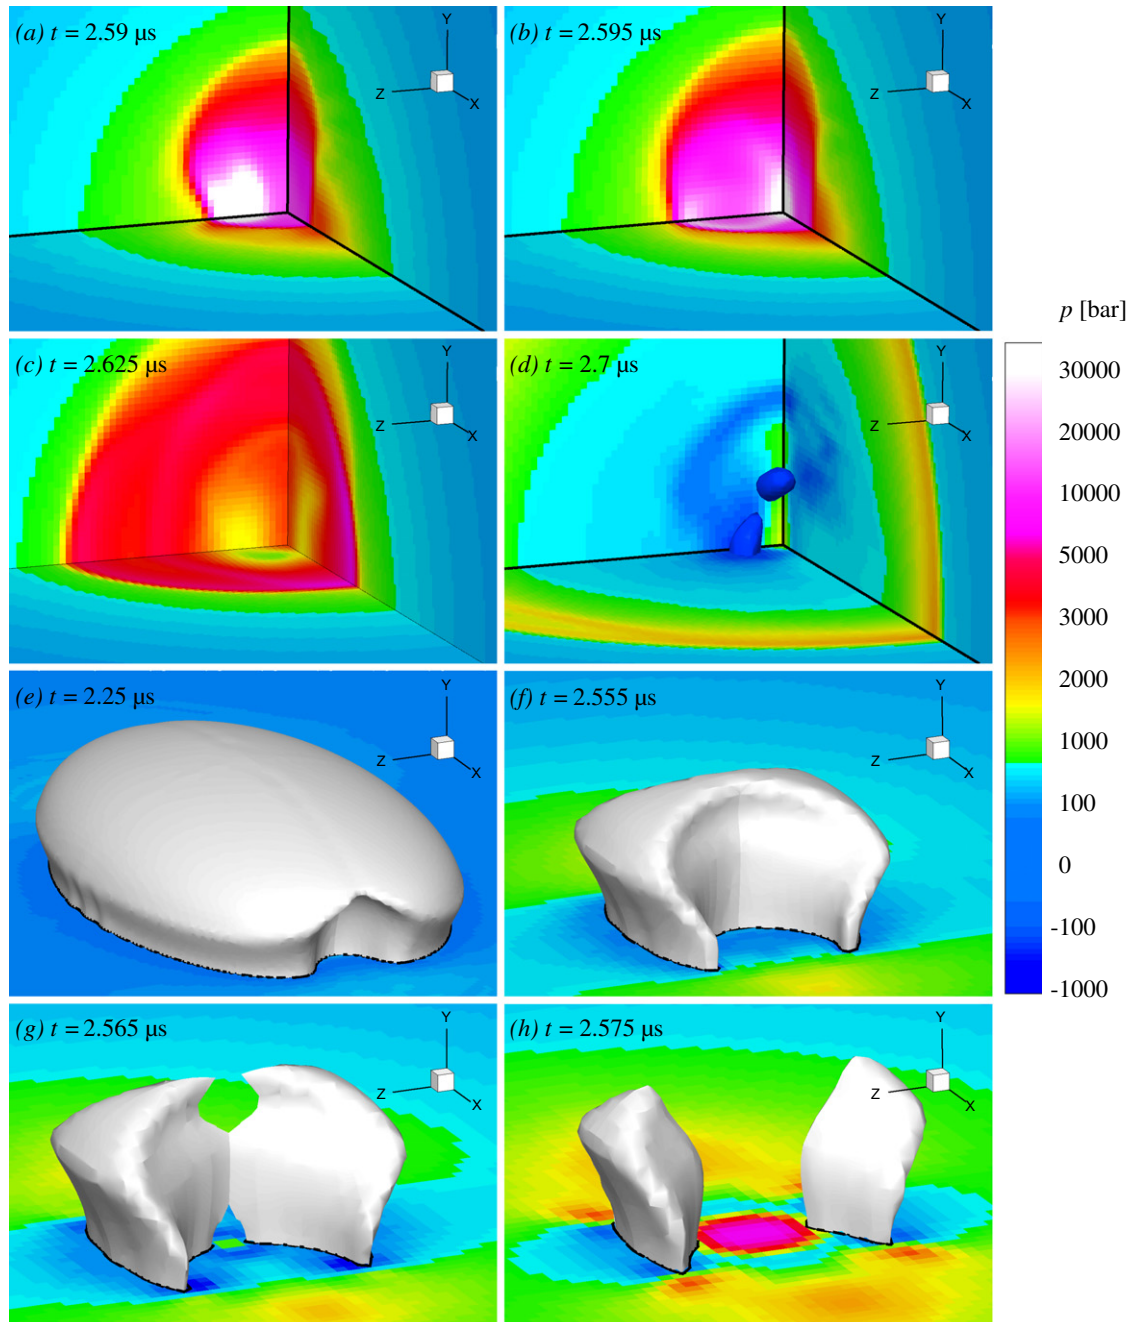 (a) t = 2.59 µs
Y
Z
X
(b) t = 2.595 µs
Y
Z
X
(c) t = 2.625 µs
Y
Z
X
(d) t = 2.7 µs
Y
Z
X
(e) t = 2.25 µs
Y
Z
X
(f) t = 2.555 µs
Y
Z
X
(g) t = 2.565 µs
Y
Z
X
(h) t = 2.575 µs
Y
Z
X
p [bar]
30000
20000
10000
5000
3000
2000
1000
100
0
-100
-1000